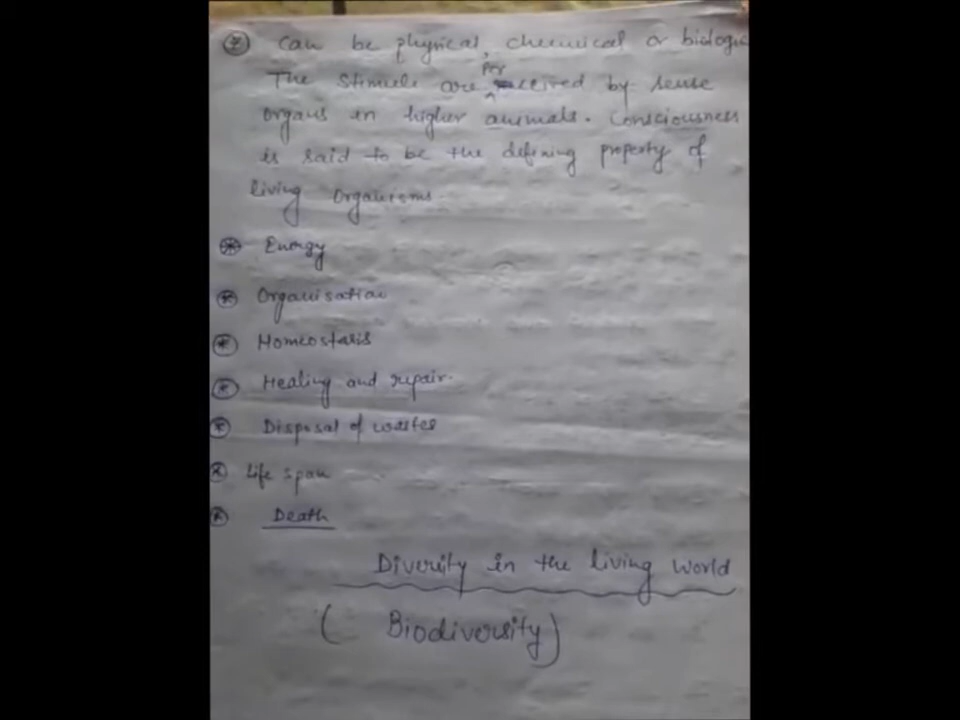 can be physical, chemical or biologic
The stimuli are perceived by sense
organs in higher animals. Consciousness
is said to be the defining property of
living organisms.
Energy
Organisation
Homeostasis
Healing and repair.
Disposal of wastes
Life span
Death
Diversity in the living world
(Biodiversity)